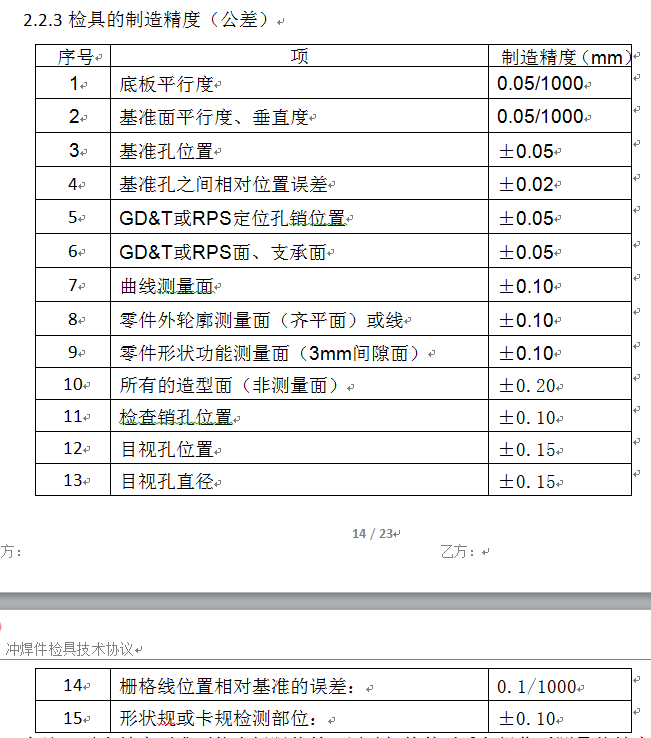 2.2.3 检具的制造精度（公差）
序号 项 制造精度（mm）
1 底板平行度 0.05/1000
2 基准面平行度、垂直度 0.05/1000
3 基准孔位置 ±0.05
4 基准孔之间相对位置误差 ±0.02
5 GD&T或RPS定位孔销位置 ±0.05
6 GD&T或RPS面、支承面 ±0.05
7 曲线测量面 ±0.10
8 零件外轮廓测量面（齐平面）或线 ±0.10
9 零件形状功能测量面（3mm间隙面） ±0.10
10 所有的造型面（非测量面） ±0.20
11 检查销孔位置 ±0.10
12 目视孔位置 ±0.15
13 目视孔直径 ±0.15
14 / 23
方： 乙方：
冲焊件检具技术协议
14 栅格线位置相对基准的误差： 0.1/1000
15 形状规或卡规检测部位： ±0.10